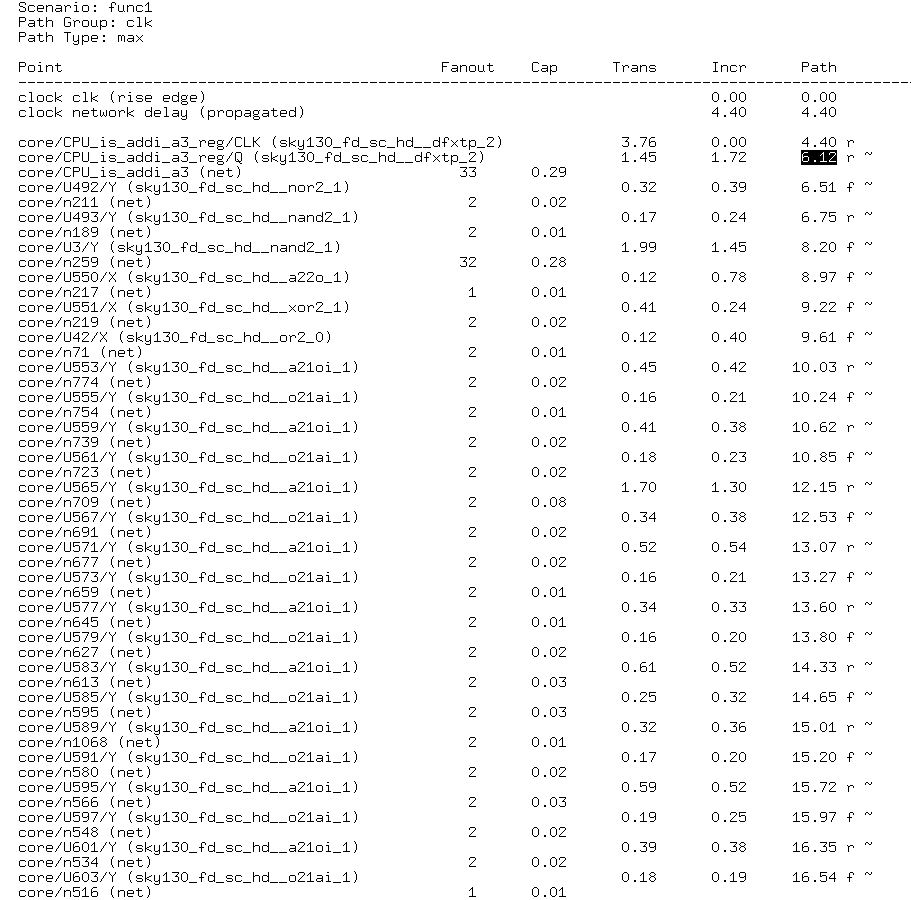 Scenario: func1
Path Group: clk
Path Type: max
Point Fanout Cap Trans Incr Path
--------------------------------------------------------------------------------
clock clk (rise edge) 0.00 0.00
clock network delay (propagated) 4.40 4.40
core/CPU_is_addi_a3_reg/CLK (sky130_fd_sc_hd__dfxtp_2) 3.76 0.00 4.40 r
core/CPU_is_addi_a3_reg/Q (sky130_fd_sc_hd__dfxtp_2) 1.45 1.72 6.12 r ~
core/CPU_is_addi_a3 (net) 33 0.29
core/U492/Y (sky130_fd_sc_hd__nor2_1) 0.32 0.39 6.51 f ~
core/n211 (net) 2 0.02
core/U493/Y (sky130_fd_sc_hd__nand2_1) 0.17 0.24 6.75 r ~
core/n189 (net) 2 0.01
core/U3/Y (sky130_fd_sc_hd__nand2_1) 1.99 1.45 8.20 f ~
core/n259 (net) 32 0.28
core/U550/X (sky130_fd_sc_hd__a22o_1) 0.12 0.78 8.97 f ~
core/n217 (net) 1 0.01
core/U551/X (sky130_fd_sc_hd__xor2_1) 0.41 0.24 9.22 f ~
core/n219 (net) 2 0.02
core/U42/X (sky130_fd_sc_hd__or2_0) 0.12 0.40 9.61 f ~
core/n71 (net) 2 0.01
core/U553/Y (sky130_fd_sc_hd__a21oi_1) 0.45 0.42 10.03 r ~
core/n774 (net) 2 0.02
core/U555/Y (sky130_fd_sc_hd__o21ai_1) 0.16 0.21 10.24 f ~
core/n754 (net) 2 0.01
core/U559/Y (sky130_fd_sc_hd__a21oi_1) 0.41 0.38 10.62 r ~
core/n739 (net) 2 0.02
core/U561/Y (sky130_fd_sc_hd__o21ai_1) 0.18 0.23 10.85 f ~
core/n723 (net) 2 0.02
core/U565/Y (sky130_fd_sc_hd__a21oi_1) 1.70 1.30 12.15 r ~
core/n709 (net) 2 0.08
core/U567/Y (sky130_fd_sc_hd__o21ai_1) 0.34 0.38 12.53 f ~
core/n691 (net) 2 0.02
core/U571/Y (sky130_fd_sc_hd__a21oi_1) 0.52 0.54 13.07 r ~
core/n677 (net) 2 0.02
core/U573/Y (sky130_fd_sc_hd__o21ai_1) 0.16 0.21 13.27 f ~
core/n659 (net) 2 0.01
core/U577/Y (sky130_fd_sc_hd__a21oi_1) 0.34 0.33 13.60 r ~
core/n645 (net) 2 0.01
core/U579/Y (sky130_fd_sc_hd__o21ai_1) 0.16 0.20 13.80 f ~
core/n627 (net) 2 0.02
core/U583/Y (sky130_fd_sc_hd__a21oi_1) 0.61 0.52 14.33 r ~
core/n613 (net) 2 0.03
core/U585/Y (sky130_fd_sc_hd__o21ai_1) 0.25 0.32 14.65 f ~
core/n595 (net) 2 0.03
core/U589/Y (sky130_fd_sc_hd__a21oi_1) 0.32 0.36 15.01 r ~
core/n1068 (net) 2 0.01
core/U591/Y (sky130_fd_sc_hd__o21ai_1) 0.17 0.20 15.20 f ~
core/n580 (net) 2 0.02
core/U595/Y (sky130_fd_sc_hd__a21oi_1) 0.59 0.52 15.72 r ~
core/n566 (net) 2 0.03
core/U597/Y (sky130_fd_sc_hd__o21ai_1) 0.19 0.25 15.97 f ~
core/n548 (net) 2 0.02
core/U601/Y (sky130_fd_sc_hd__a21oi_1) 0.39 0.38 16.35 r ~
core/n534 (net) 2 0.02
core/U603/Y (sky130_fd_sc_hd__o21ai_1) 0.18 0.19 16.54 f ~
core/n516 (net) 1 0.01